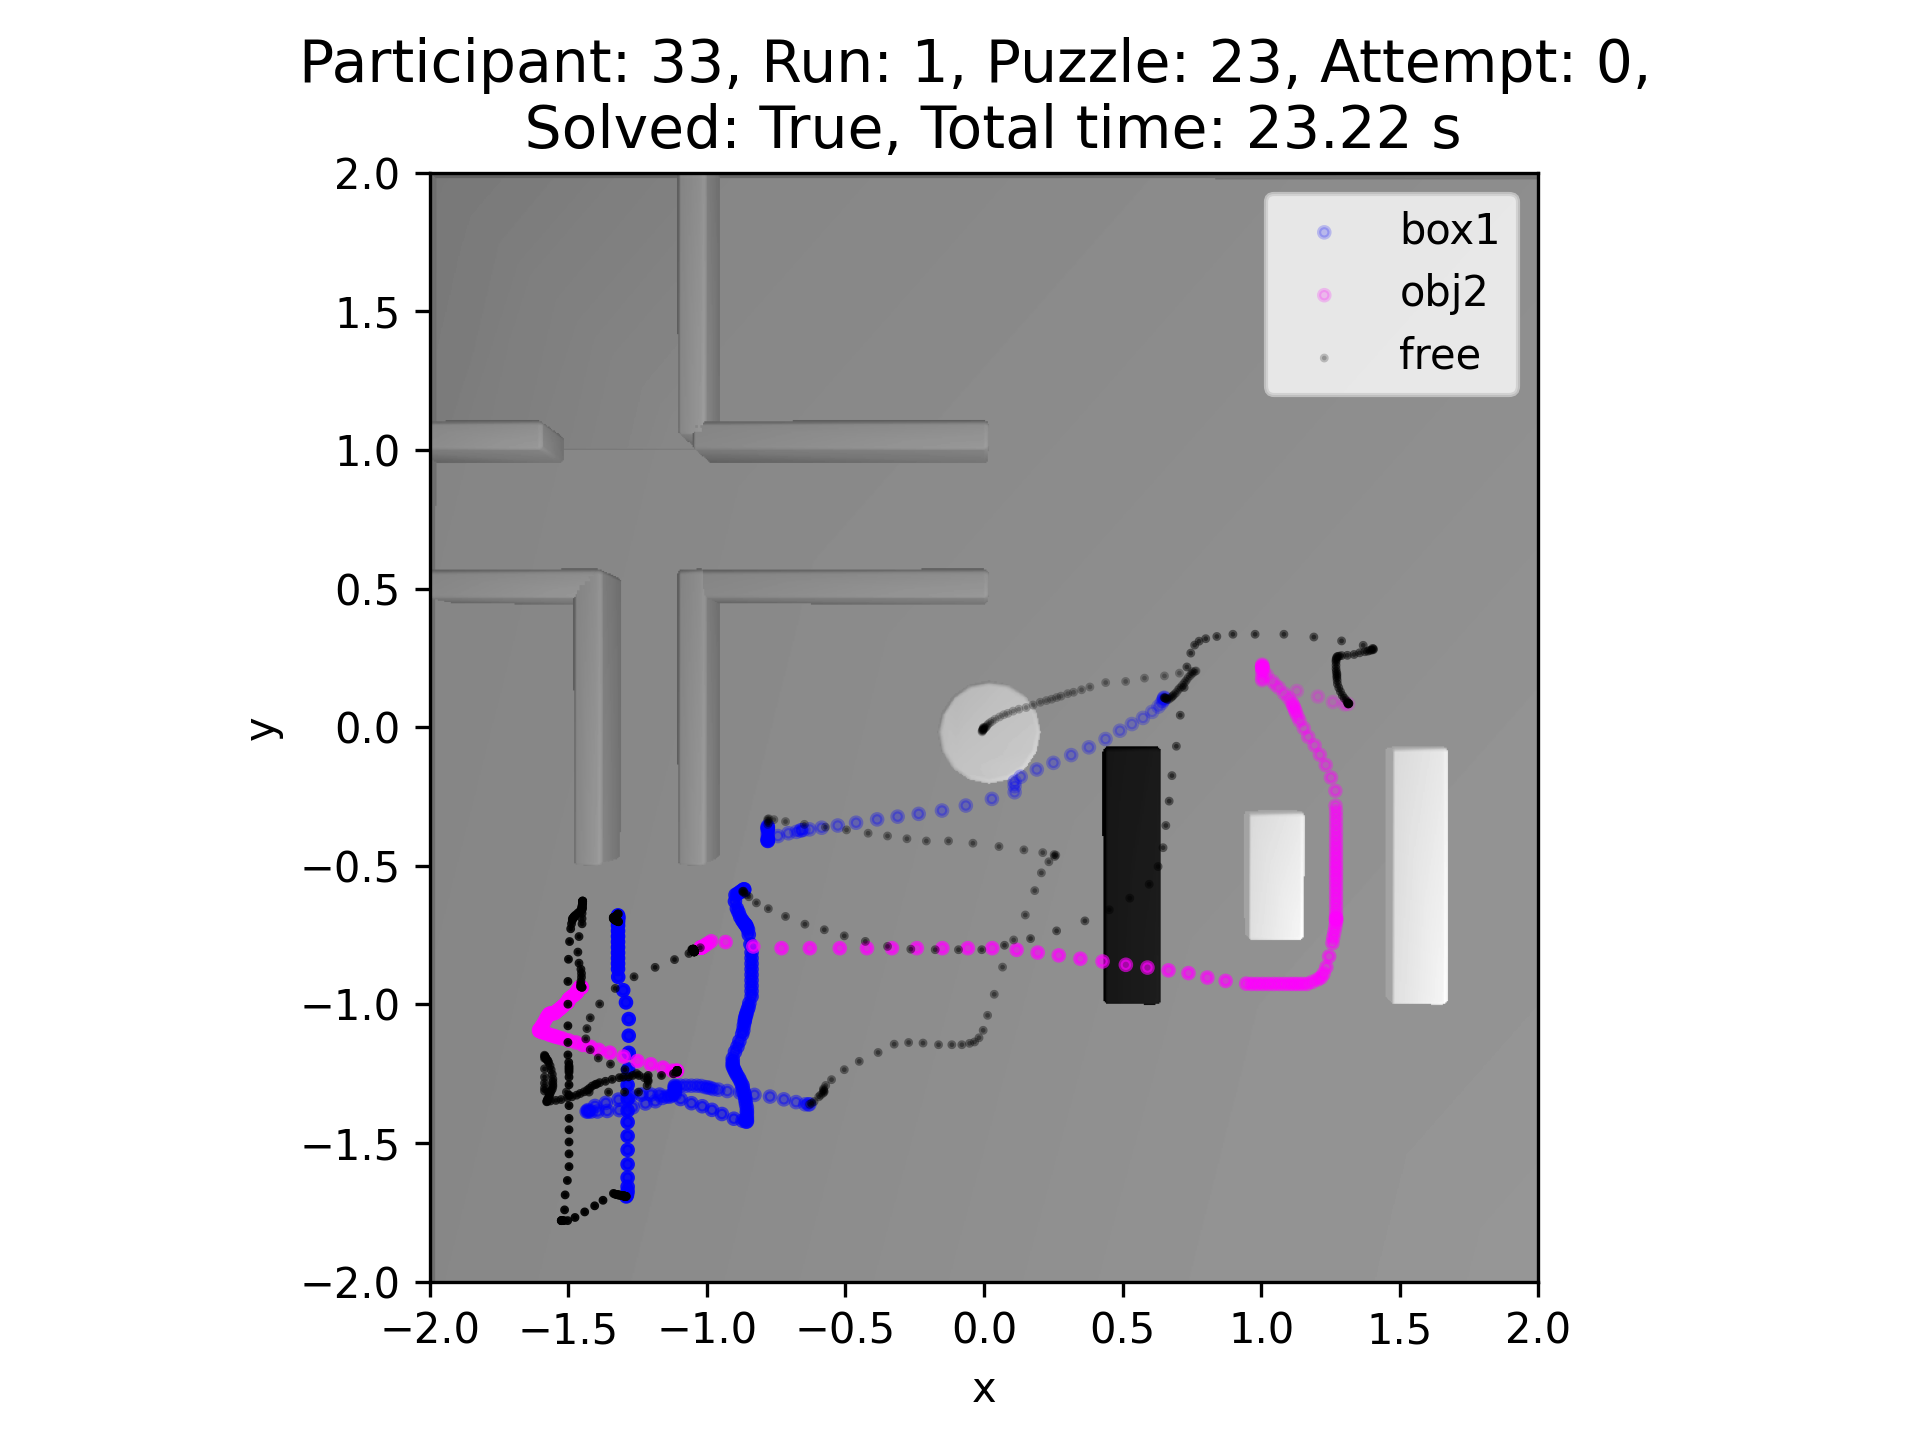 Participant: 33, Run: 1, Puzzle: 23, Attempt: 0,
Solved: True, Total time: 23.22 s
box1
obj2
free
y
2.0
1.5
1.0
0.5
0.0
−0.5
−1.0
−1.5
−2.0
−2.0 −1.5 −1.0 −0.5 0.0 0.5 1.0 1.5 2.0
x